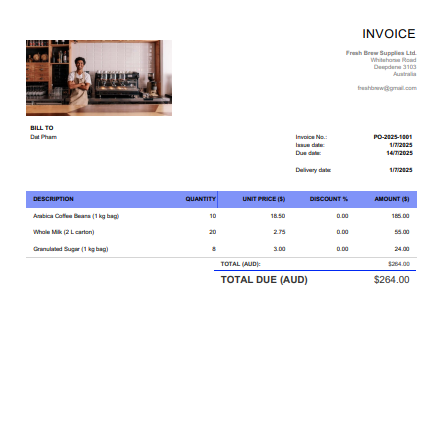 INVOICE
Fresh Brew Supplies Ltd.
Whitehorse Road
Deepdene 3103
Australia
freshbrew@gmail.com
BILL TO
Dat Pham
Invoice No.: PO-2025-1001
Issue date: 1/7/2025
Due date: 14/7/2025
Delivery date 1/7/2025
DESCRIPTION QUANTITY UNIT PRICE ($) DISCOUNT % AMOUNT ($)
Arabica Coffee Beans (1 kg bag) 10 18.50 0.00 185.00
Whole Milk (2 L carton) 20 2.75 0.00 55.00
Granulated Sugar (1 kg bag) 8 3.00 0.00 24.00
TOTAL (AUD): $264.00
TOTAL DUE (AUD) $264.00